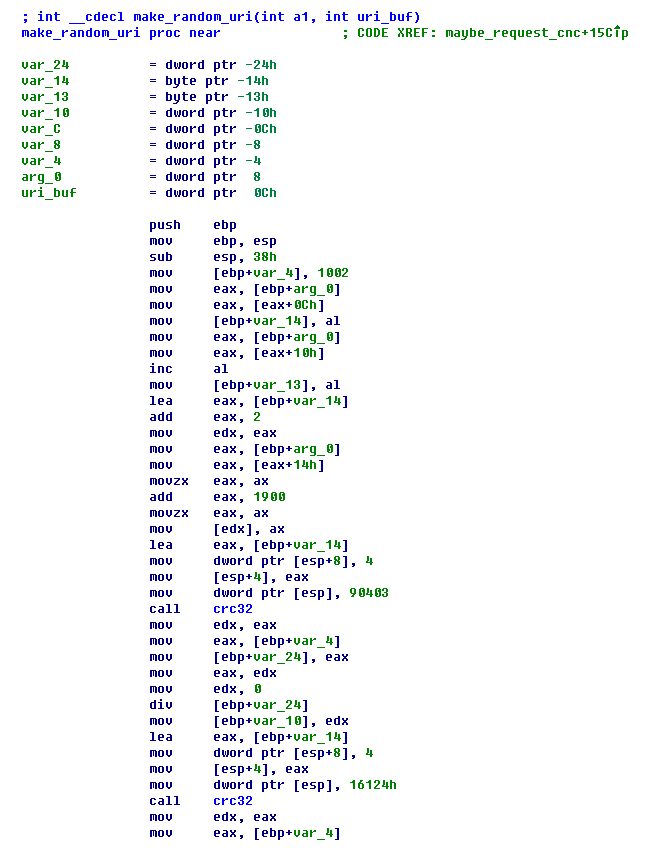 ; int __cdecl make_random_uri(int a1, int uri_buf)
make_random_uri proc near ; CODE XREF: maybe_request_cnc+15C↑p
var_24 = dword ptr -24h
var_14 = byte ptr -14h
var_13 = byte ptr -13h
var_10 = dword ptr -10h
var_C = dword ptr -0Ch
var_8 = dword ptr -8
var_4 = dword ptr -4
arg_0 = dword ptr 8
uri_buf = dword ptr 0Ch
push ebp
mov ebp, esp
sub esp, 38h
mov [ebp+var_4], 1002
mov eax, [ebp+arg_0]
mov eax, [eax+0Ch]
mov [ebp+var_14], al
mov eax, [ebp+arg_0]
mov eax, [eax+10h]
inc al
mov [ebp+var_13], al
lea eax, [ebp+var_14]
add eax, 2
mov edx, eax
mov eax, [ebp+arg_0]
mov eax, [eax+14h]
movzx eax, ax
add eax, 1900
movzx eax, ax
mov [edx], ax
lea eax, [ebp+var_14]
mov dword ptr [esp+8], 4
mov [esp+4], eax
mov dword ptr [esp], 90403
call crc32
mov edx, eax
mov eax, [ebp+var_4]
mov [ebp+var_24], eax
mov eax, edx
mov edx, 0
div [ebp+var_24]
mov [ebp+var_10], edx
lea eax, [ebp+var_14]
mov dword ptr [esp+8], 4
mov [esp+4], eax
mov dword ptr [esp], 16124h
call crc32
mov edx, eax
mov eax, [ebp+var_4]